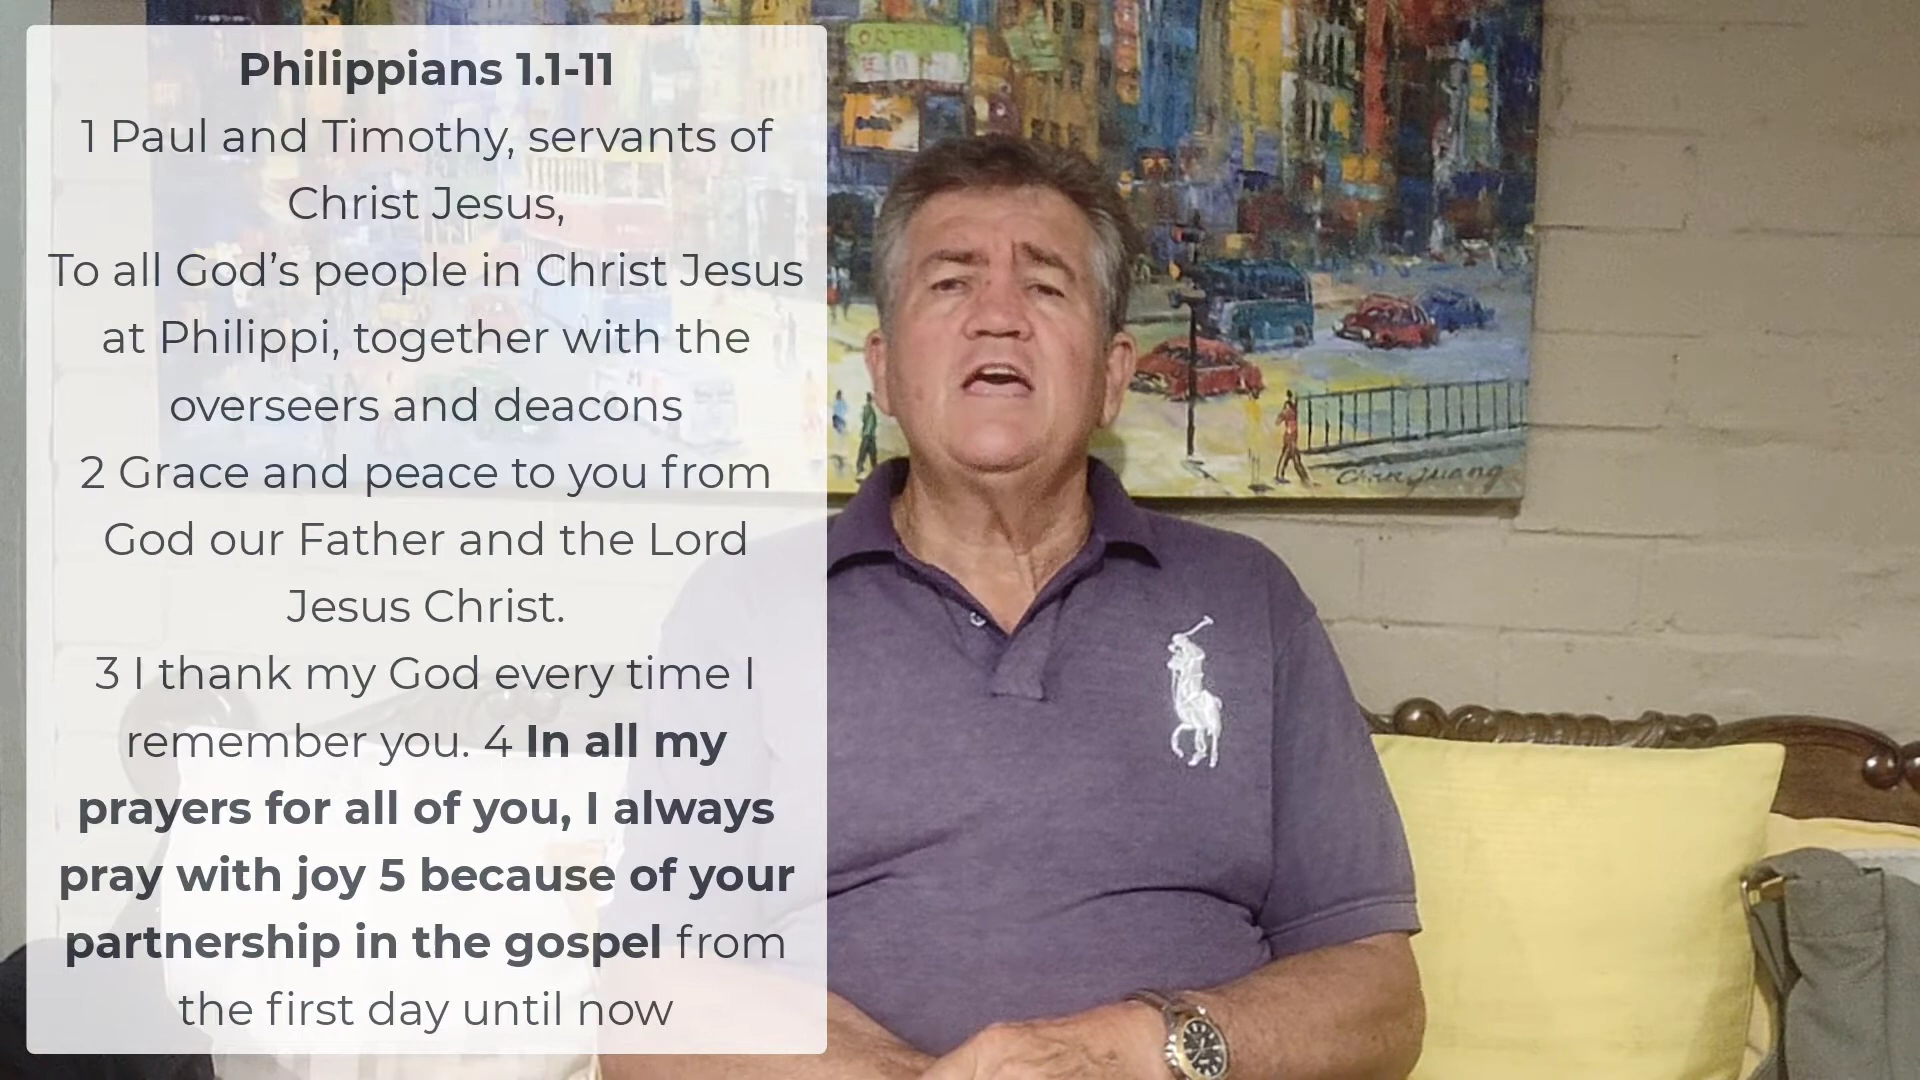 Philippians 1.1-11
1 Paul and Timothy, servants of
Christ Jesus,
To all God’s people in Christ Jesus
at Philippi, together with the
overseers and deacons
2 Grace and peace to you from
God our Father and the Lord
Jesus Christ.
3 I thank my God every time I
remember you. 4 In all my
prayers for all of you, I always
pray with joy 5 because of your
partnership in the gospel from
the first day until now